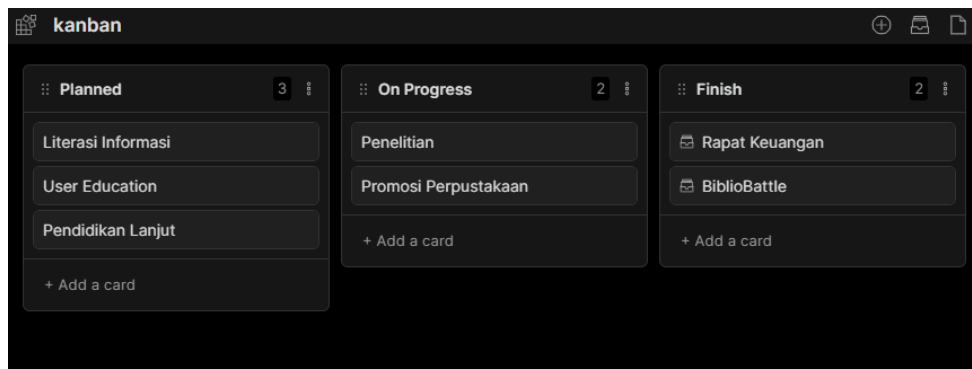 kanban
Planned 3
Literasi Informasi
User Education
Pendidikan Lanjut
+ Add a card
On Progress 2
Penelitian
Promosi Perpustakaan
+ Add a card
Finish 2
Rapat Keuangan
BiblioBattle
+ Add a card